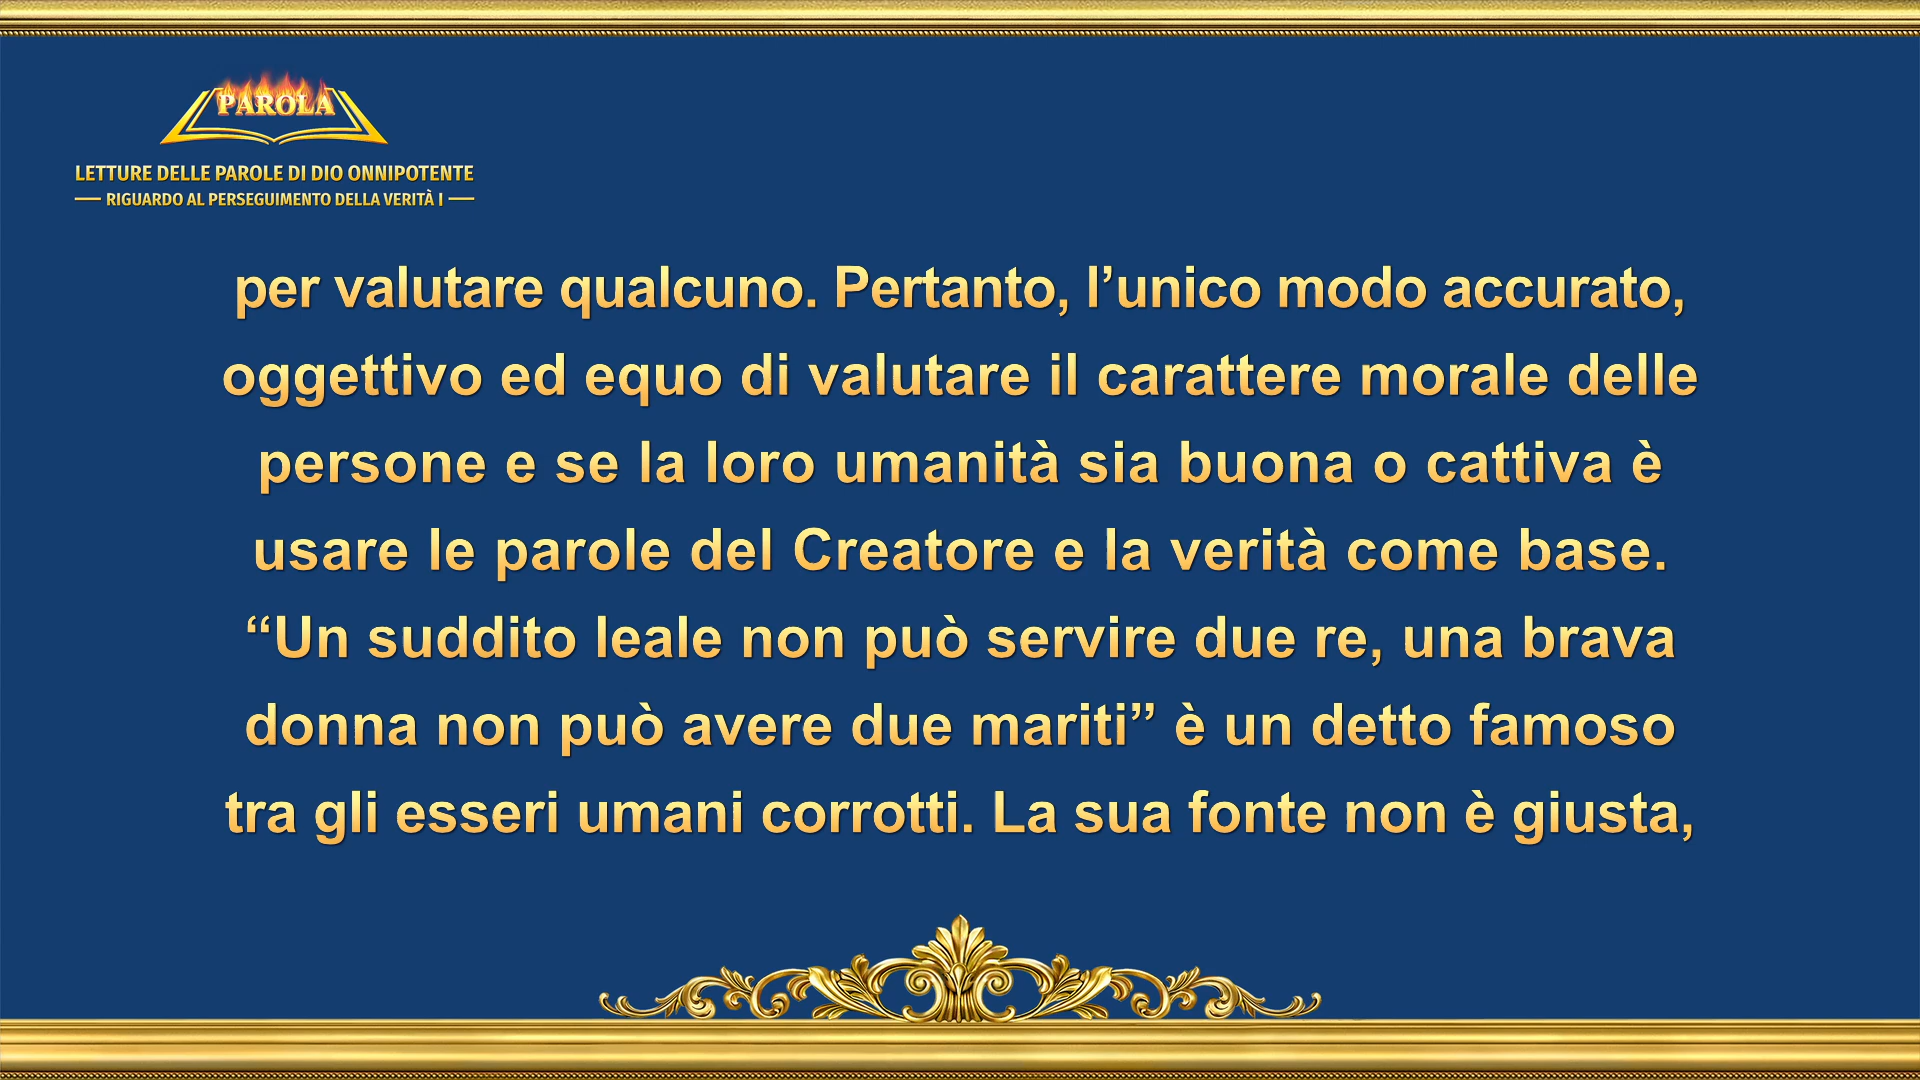 PAROLA
LETTURE DELLE PAROLE DI DIO ONNIPOTENTE
RIGUARDO AL PERSEGUIMENTO DELLA VERITÀ I
per valutare qualcuno. Pertanto, l’unico modo accurato,
oggettivo ed equo di valutare il carattere morale delle
persone e se la loro umanità sia buona o cattiva è
usare le parole del Creatore e la verità come base.
“Un suddito leale non può servire due re, una brava
donna non può avere due mariti” è un detto famoso
tra gli esseri umani corrotti. La sua fonte non è giusta,